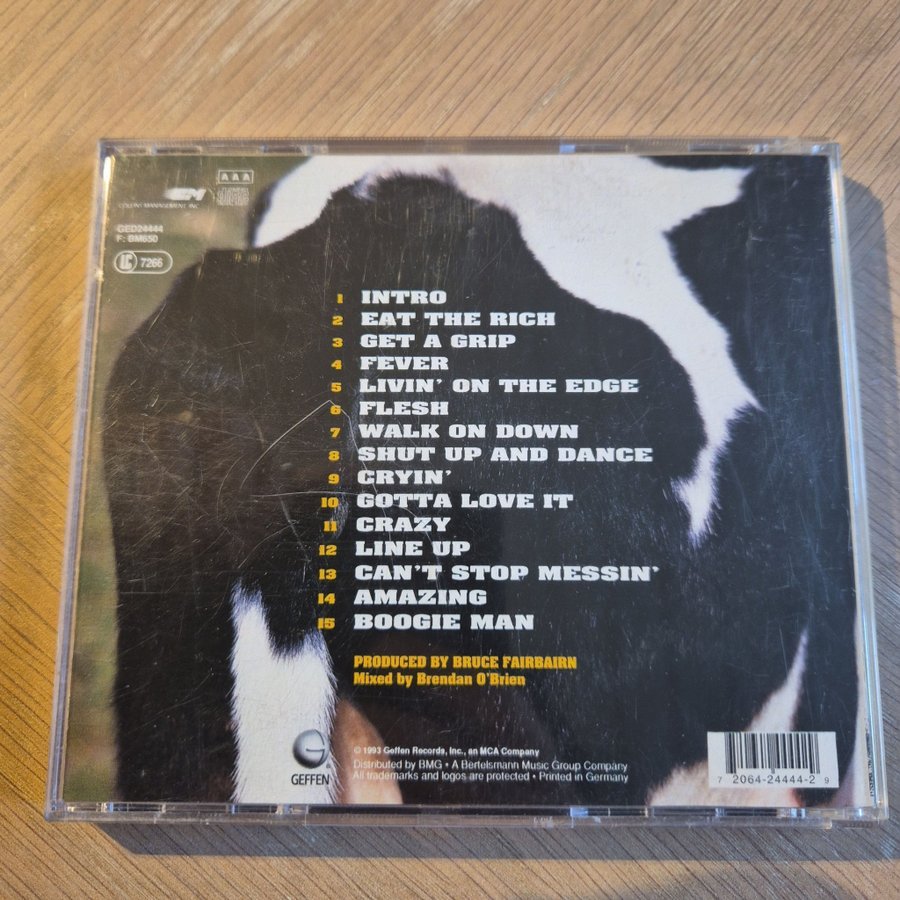 COLLINS MANAGEMENT, INC.
AAA
GED24444
F: BM650
LC 7266
1 INTRO
2 EAT THE RICH
3 GET A GRIP
4 FEVER
5 LIVIN' ON THE EDGE
6 FLESH
7 WALK ON DOWN
8 SHUT UP AND DANCE
9 CRYIN'
10 GOTTA LOVE IT
11 CRAZY
12 LINE UP
13 CAN'T STOP MESSIN'
14 AMAZING
15 BOOGIE MAN
PRODUCED BY BRUCE FAIRBAIRN
Mixed by Brendan O'Brien
GEFFEN
© 1993 Geffen Records, Inc., an MCA Company
Distributed by BMG • A Bertelsmann Music Group Company
All trademarks and logos are protected • Printed in Germany
7 2064-24444-2 9